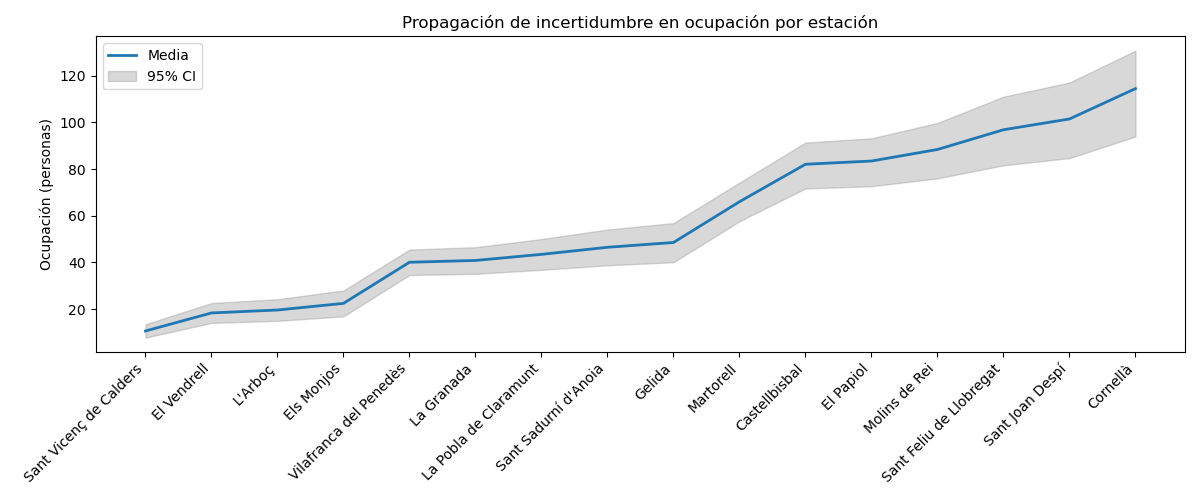 Propagación de incertidumbre en ocupación por estación
Media
95% CI
Ocupación (personas)
120
100
80
60
40
20
Sant Vicenç de Calders
El Vendrell
L'Arboç
Els Monjos
Vilafranca del Penedès
La Granada
La Pobla de Claramunt
Sant Sadurní d'Anoia
Gelida
Martorell
Castellbisbal
El Papiol
Molins de Rei
Sant Feliu de Llobregat
Sant Joan Despí
Cornellà